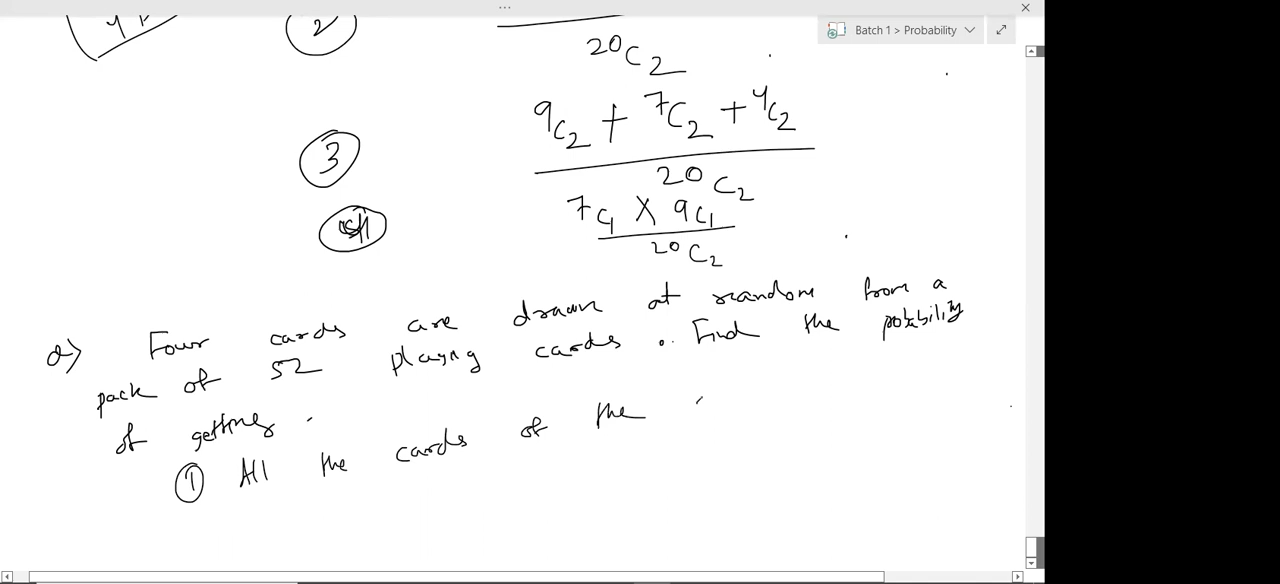 Batch 1 > Probability
②
20C2
9C2 + 7C2 + 4C2
③
20C2
7C1 X 9C1
20C2
Q) Four cards are drawn at random from a
pack of 52 playing cards. Find the probability
of getting.
① All the cards of the